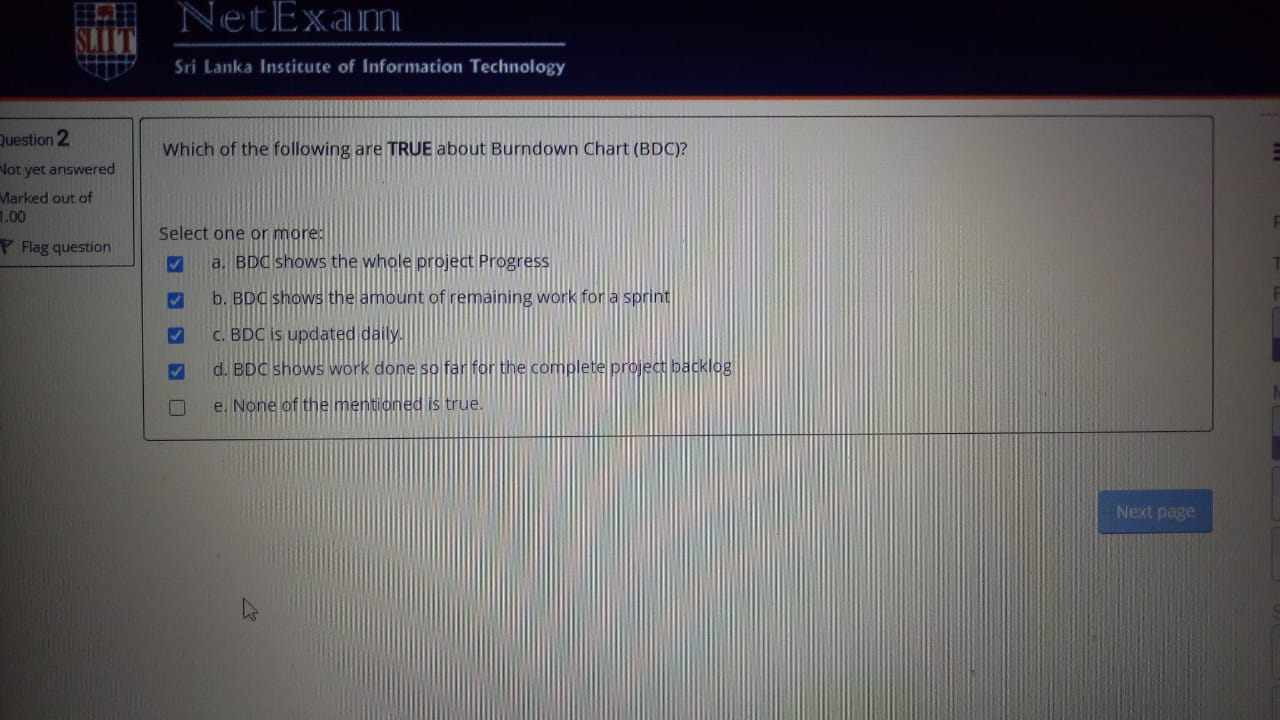 NetExam
SLIIT
Sri Lanka Institute of Information Technology
Question 2
Not yet answered
Marked out of
1.00
Flag question
Which of the following are TRUE about Burndown Chart (BDC)?
Select one or more:
a. BDC shows the whole project Progress
b. BDC shows the amount of remaining work for a sprint
c. BDC is updated daily.
d. BDC shows work done so far for the complete project backlog
e. None of the mentioned is true.
Next page